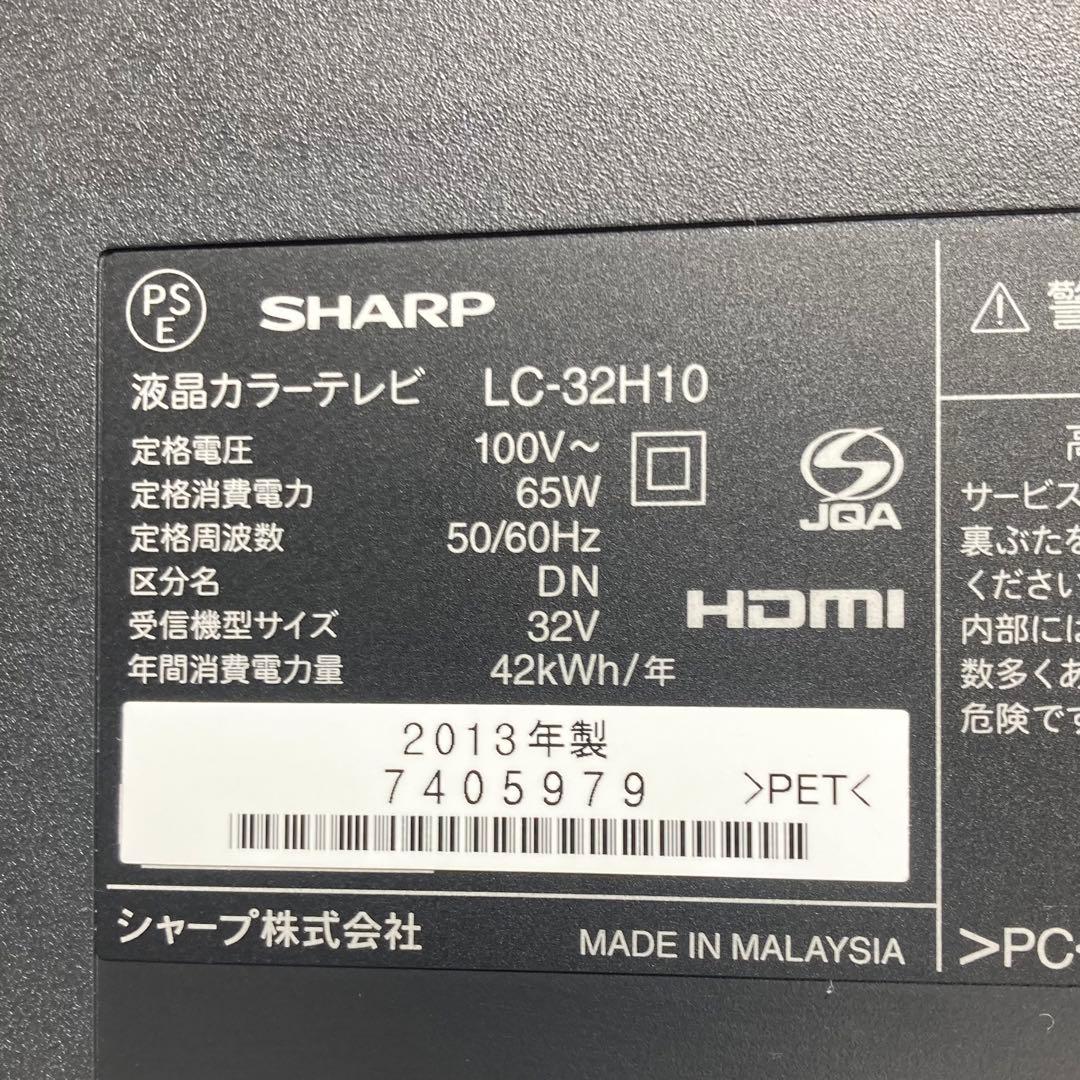 PS
E
SHARP
液晶カラーテレビ LC-32H10
定格電圧 100V～
定格消費電力 65W
定格周波数 50/60Hz
区分名 DN
受信機型サイズ 32V
年間消費電力量 42kWh/年
JQA
HDMI
2013年製
7405979 >PET<
シャープ株式会社
MADE IN MALAYSIA
警
高
サービス
裏ぶたを
ください
内部には
数多くあ
危険です
>PC